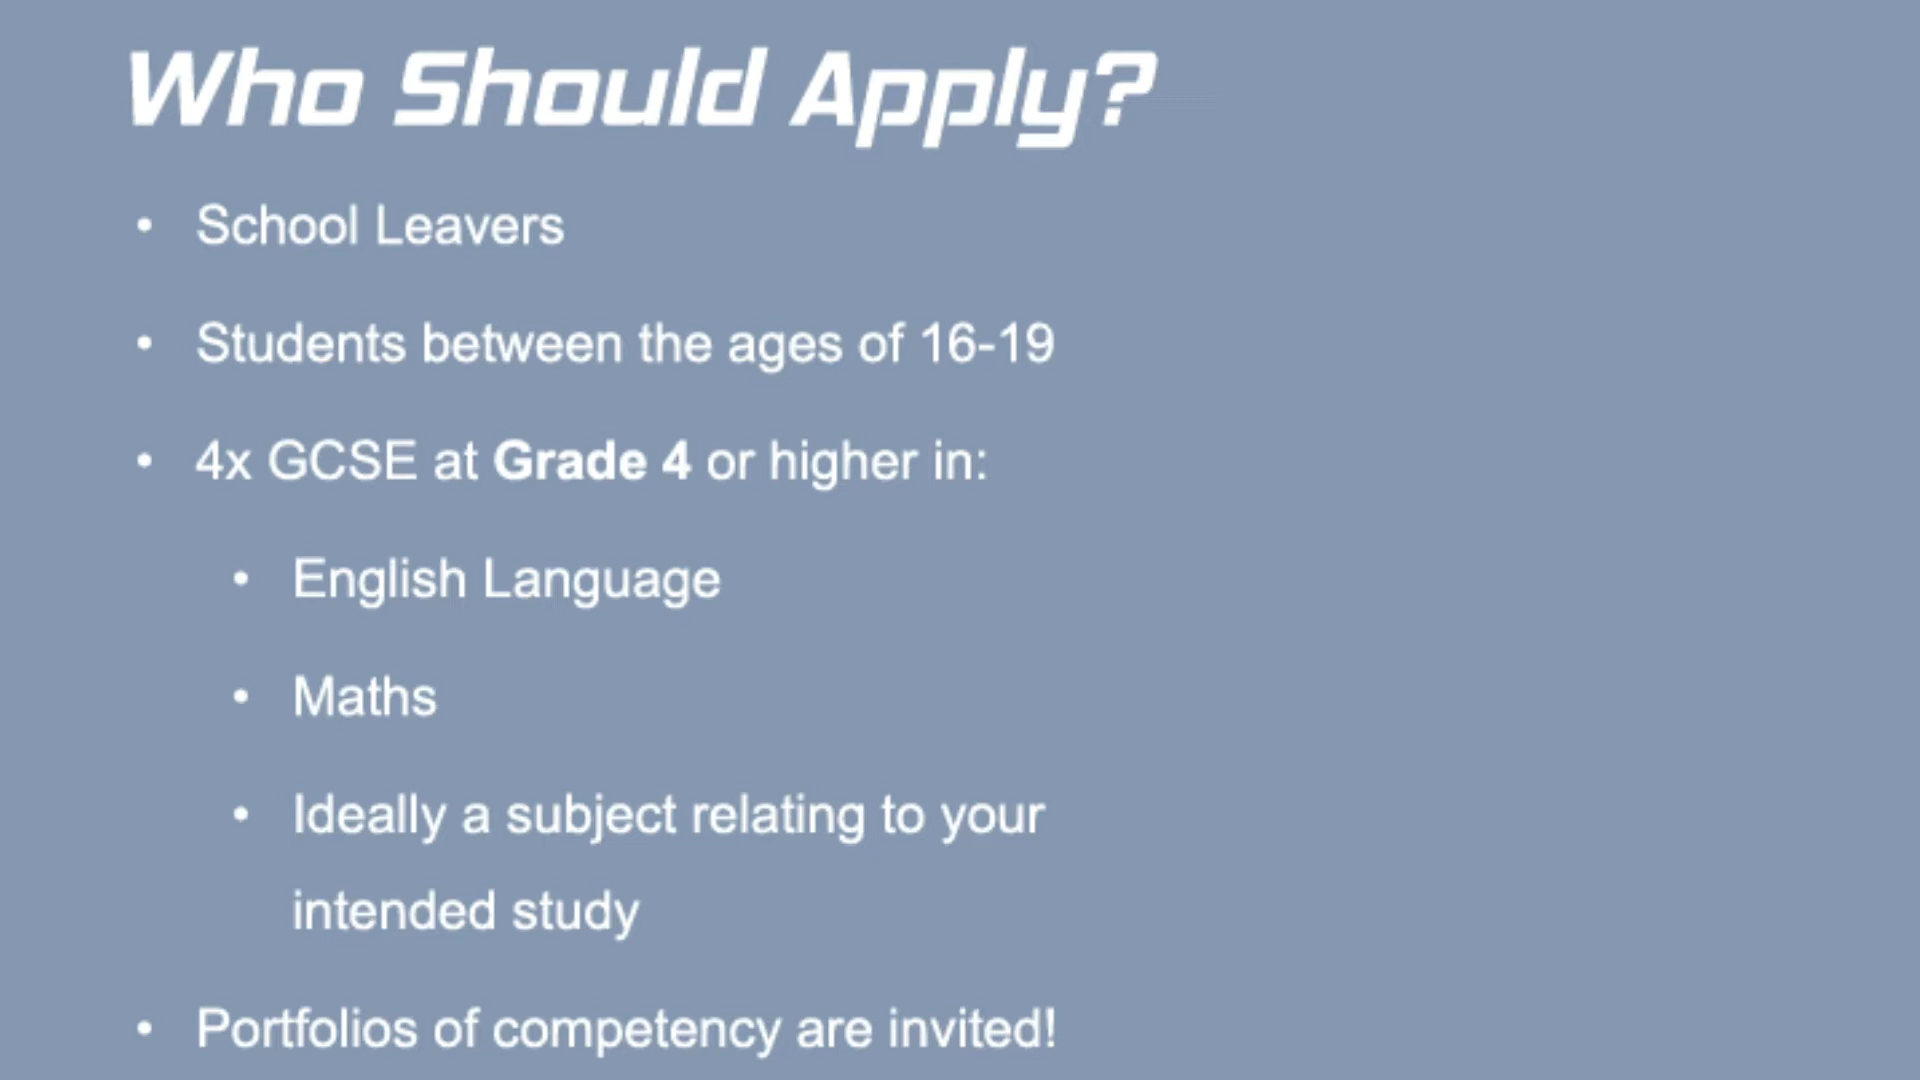 Who Should Apply?
• School Leavers
• Students between the ages of 16-19
• 4x GCSE at Grade 4 or higher in:
• English Language
• Maths
• Ideally a subject relating to your
intended study
• Portfolios of competency are invited!